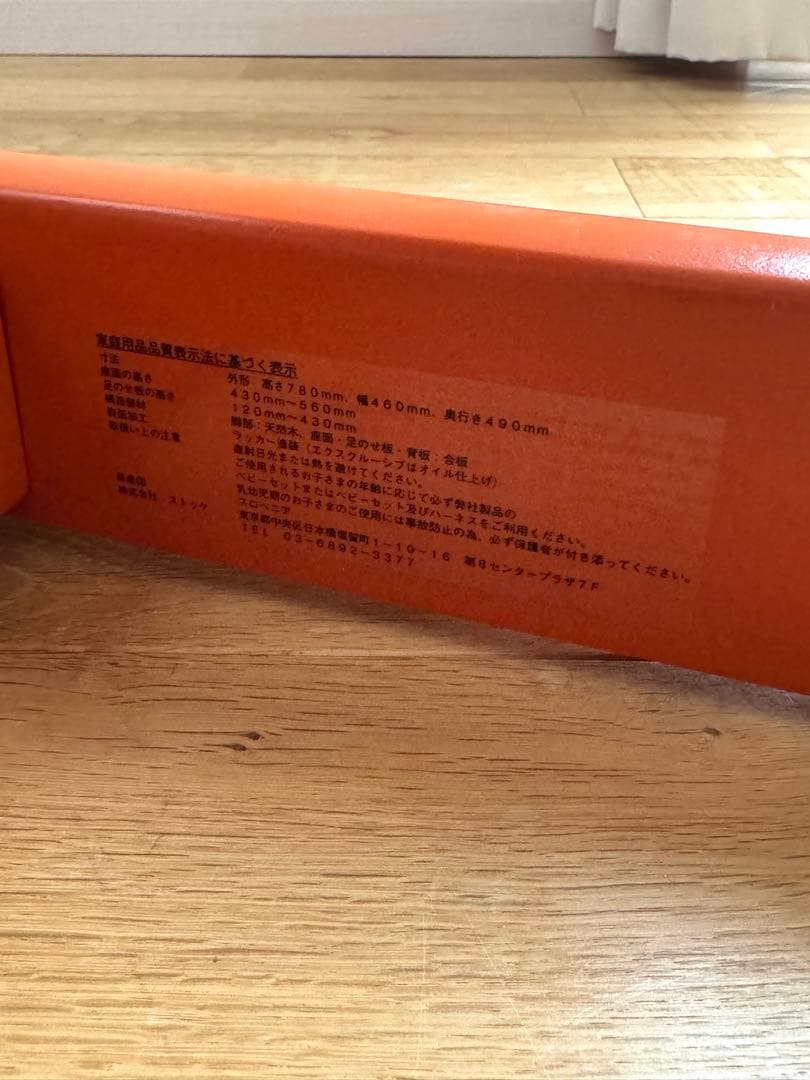 家庭用品品質表示法に基づく表示
寸法 外形 高さ780mm、幅460mm、奥行き490mm
座面の高さ 430mm~560mm
足のせ板の高さ 120mm~430mm
構造部材 脚部:天然木、座面・足のせ板・背板:合板
表面加工 ラッカー塗装(エクスクルーシブはオイル仕上げ)
取扱い上の注意 直射日光または熱を避けてください。
ご使用されるお子さまの年齢に応じて必ず弊社製品の
ベビーセットまたはベビーセット及びハーネスをご利用ください。
乳幼児期のお子さまのご使用には事故防止の為、必ず保護者が付き添ってください。
原産国 スロベニア
株式会社 ストッケ 東京都中央区日本橋堀留町1-10-16 第8センタープラザ7F
TEL 03-6892-3377